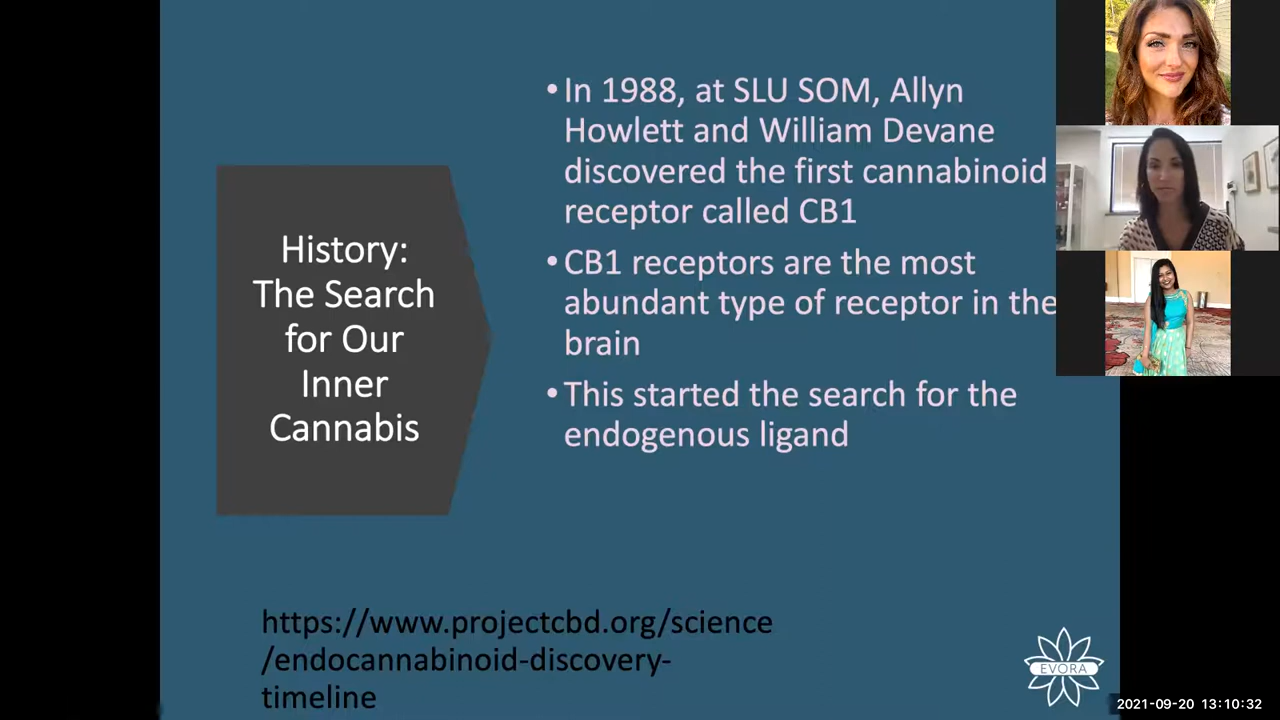 History:
The Search
for Our
Inner
Cannabis
• In 1988, at SLU SOM, Allyn
Howlett and William Devane
discovered the first cannabinoid
receptor called CB1
• CB1 receptors are the most
abundant type of receptor in the
brain
• This started the search for the
endogenous ligand
https://www.projectcbd.org/science
/endocannabinoid-discovery-
timeline
EVORA
2021-09-20 13:10:32